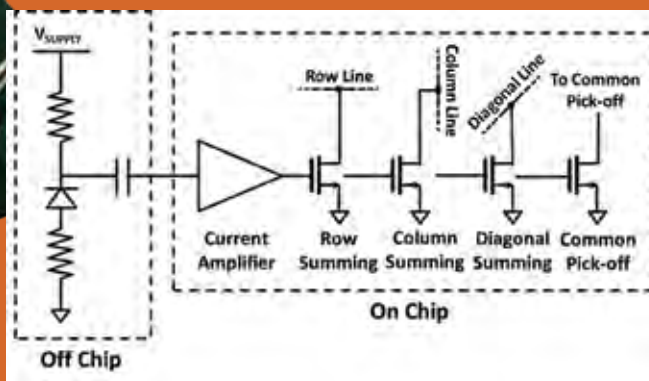 V_SUPPLY
Row Line
Column Line
Diagonal Line
To Common
Pick-off
Current
Amplifier
Row
Summing
Column
Summing
Diagonal
Summing
Common
Pick-off
On Chip
Off Chip